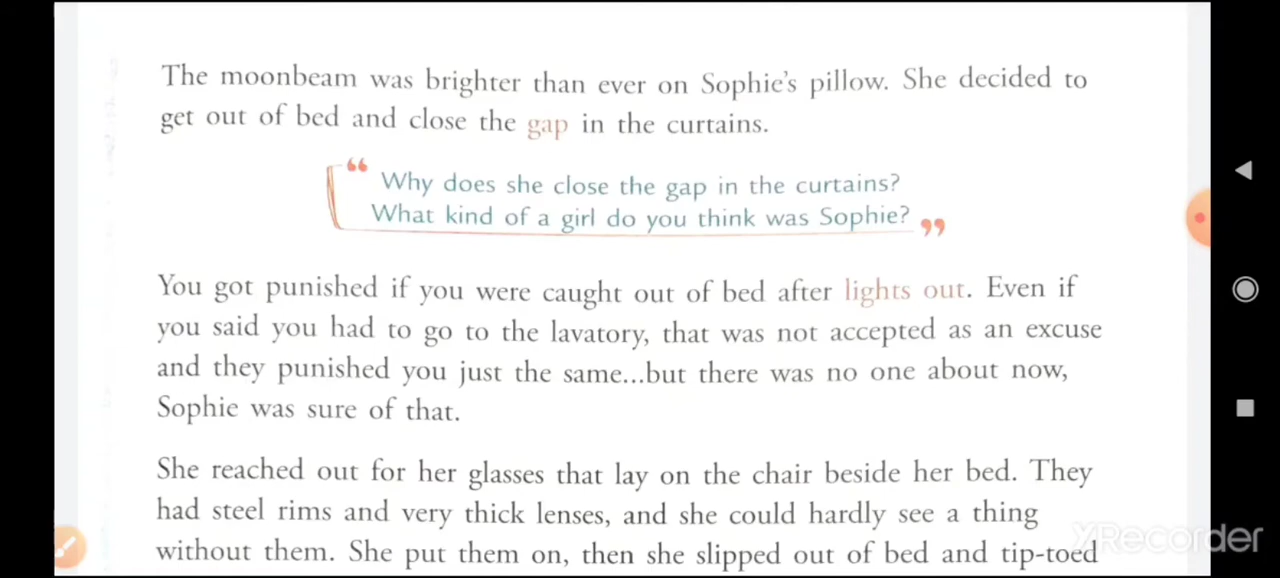 The moonbeam was brighter than ever on Sophie's pillow. She decided to
get out of bed and close the gap in the curtains.
“ Why does she close the gap in the curtains?
What kind of a girl do you think was Sophie? ”
You got punished if you were caught out of bed after lights out. Even if
you said you had to go to the lavatory, that was not accepted as an excuse
and they punished you just the same...but there was no one about now,
Sophie was sure of that.
She reached out for her glasses that lay on the chair beside her bed. They
had steel rims and very thick lenses, and she could hardly see a thing
without them. She put them on, then she slipped out of bed and tip-toed
XRecorder